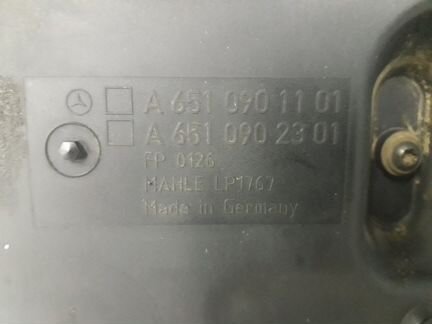 A 651 090 11 01
A 651 090 23 01
FP 0126
MAHLE LP1767
Made in Germany